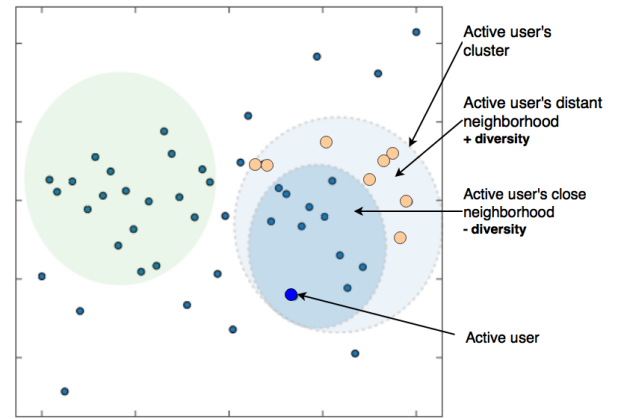 Active user's
cluster
Active user's distant
neighborhood
+ diversity
Active user's close
neighborhood
- diversity
Active user